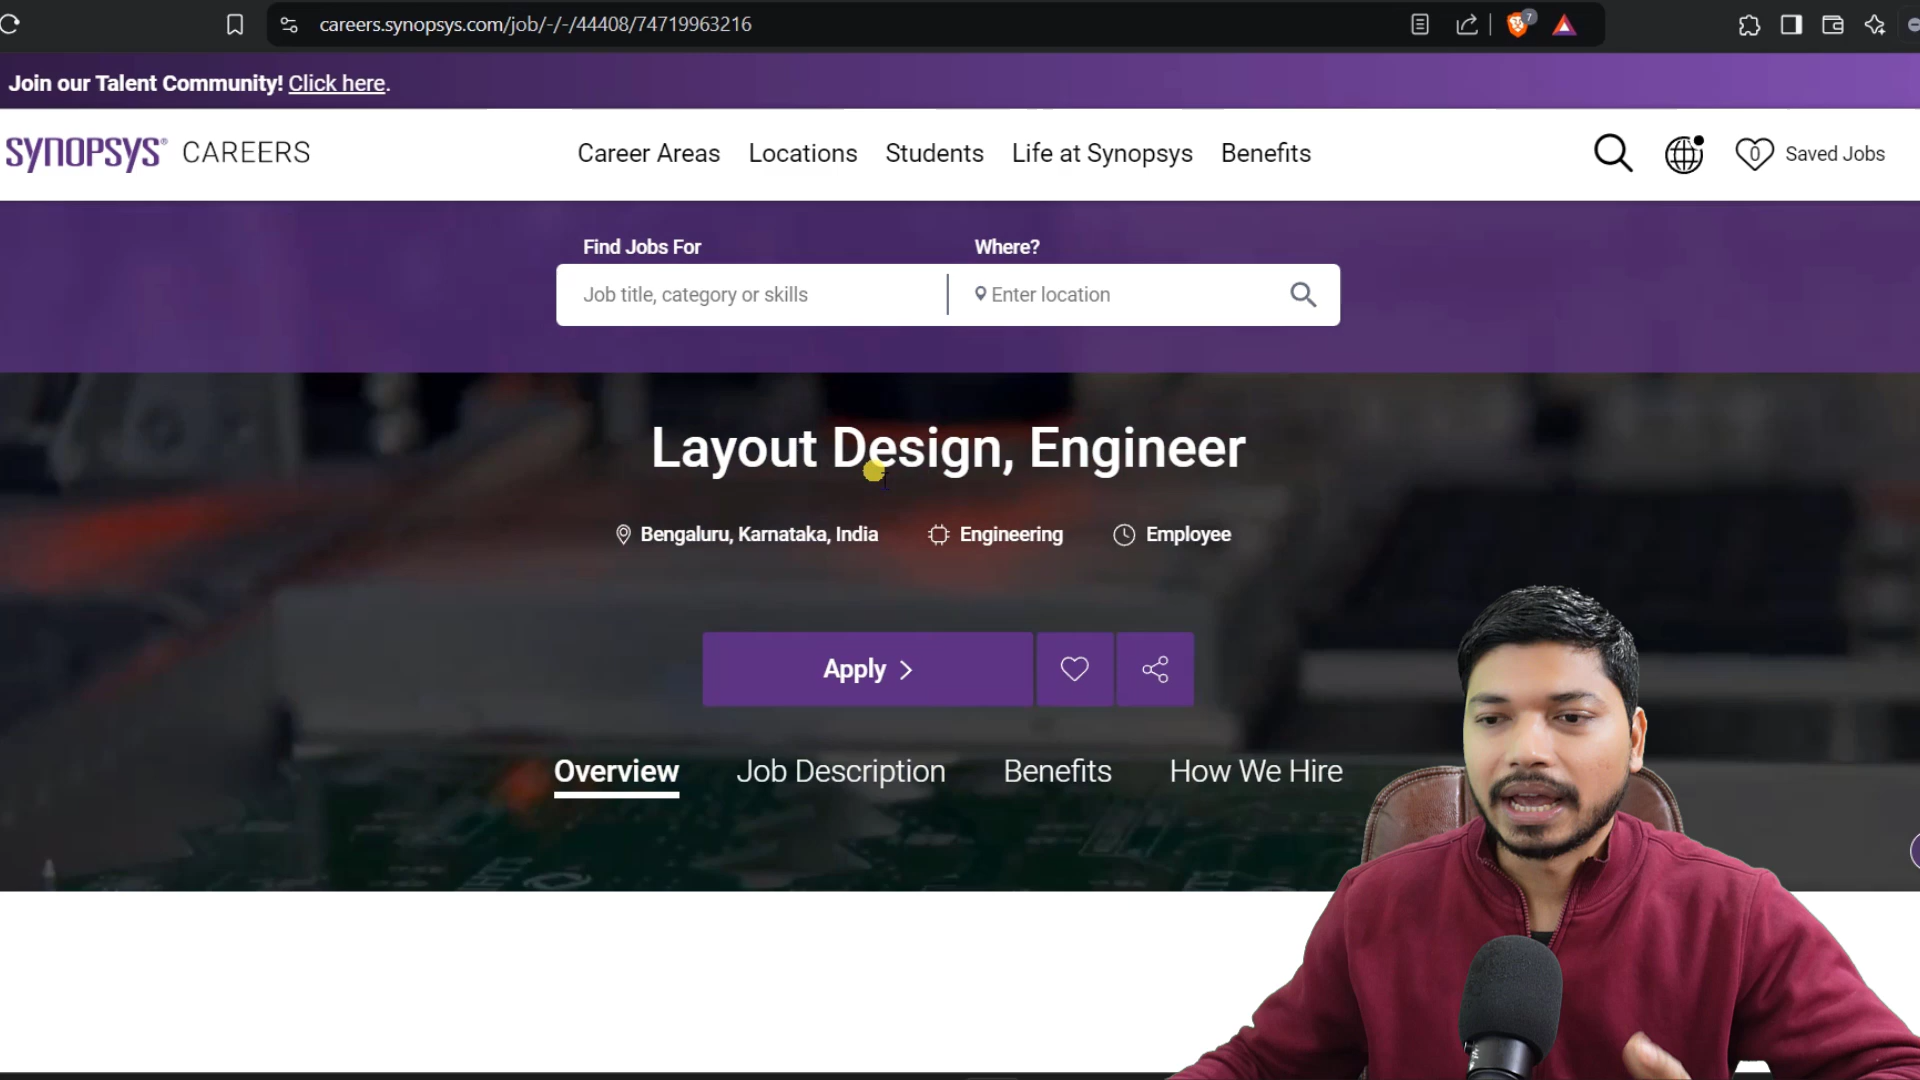 careers.synopsys.com/job/-/-/44408/74719963216
7
Join our Talent Community! Click here.
SYNOPSYS® CAREERS
Career Areas
Locations
Students
Life at Synopsys
Benefits
0
Saved Jobs
Find Jobs For
Where?
Job title, category or skills
Enter location
Layout Design, Engineer
Bengaluru, Karnataka, India
Engineering
Employee
Apply
Overview
Job Description
Benefits
How We Hire